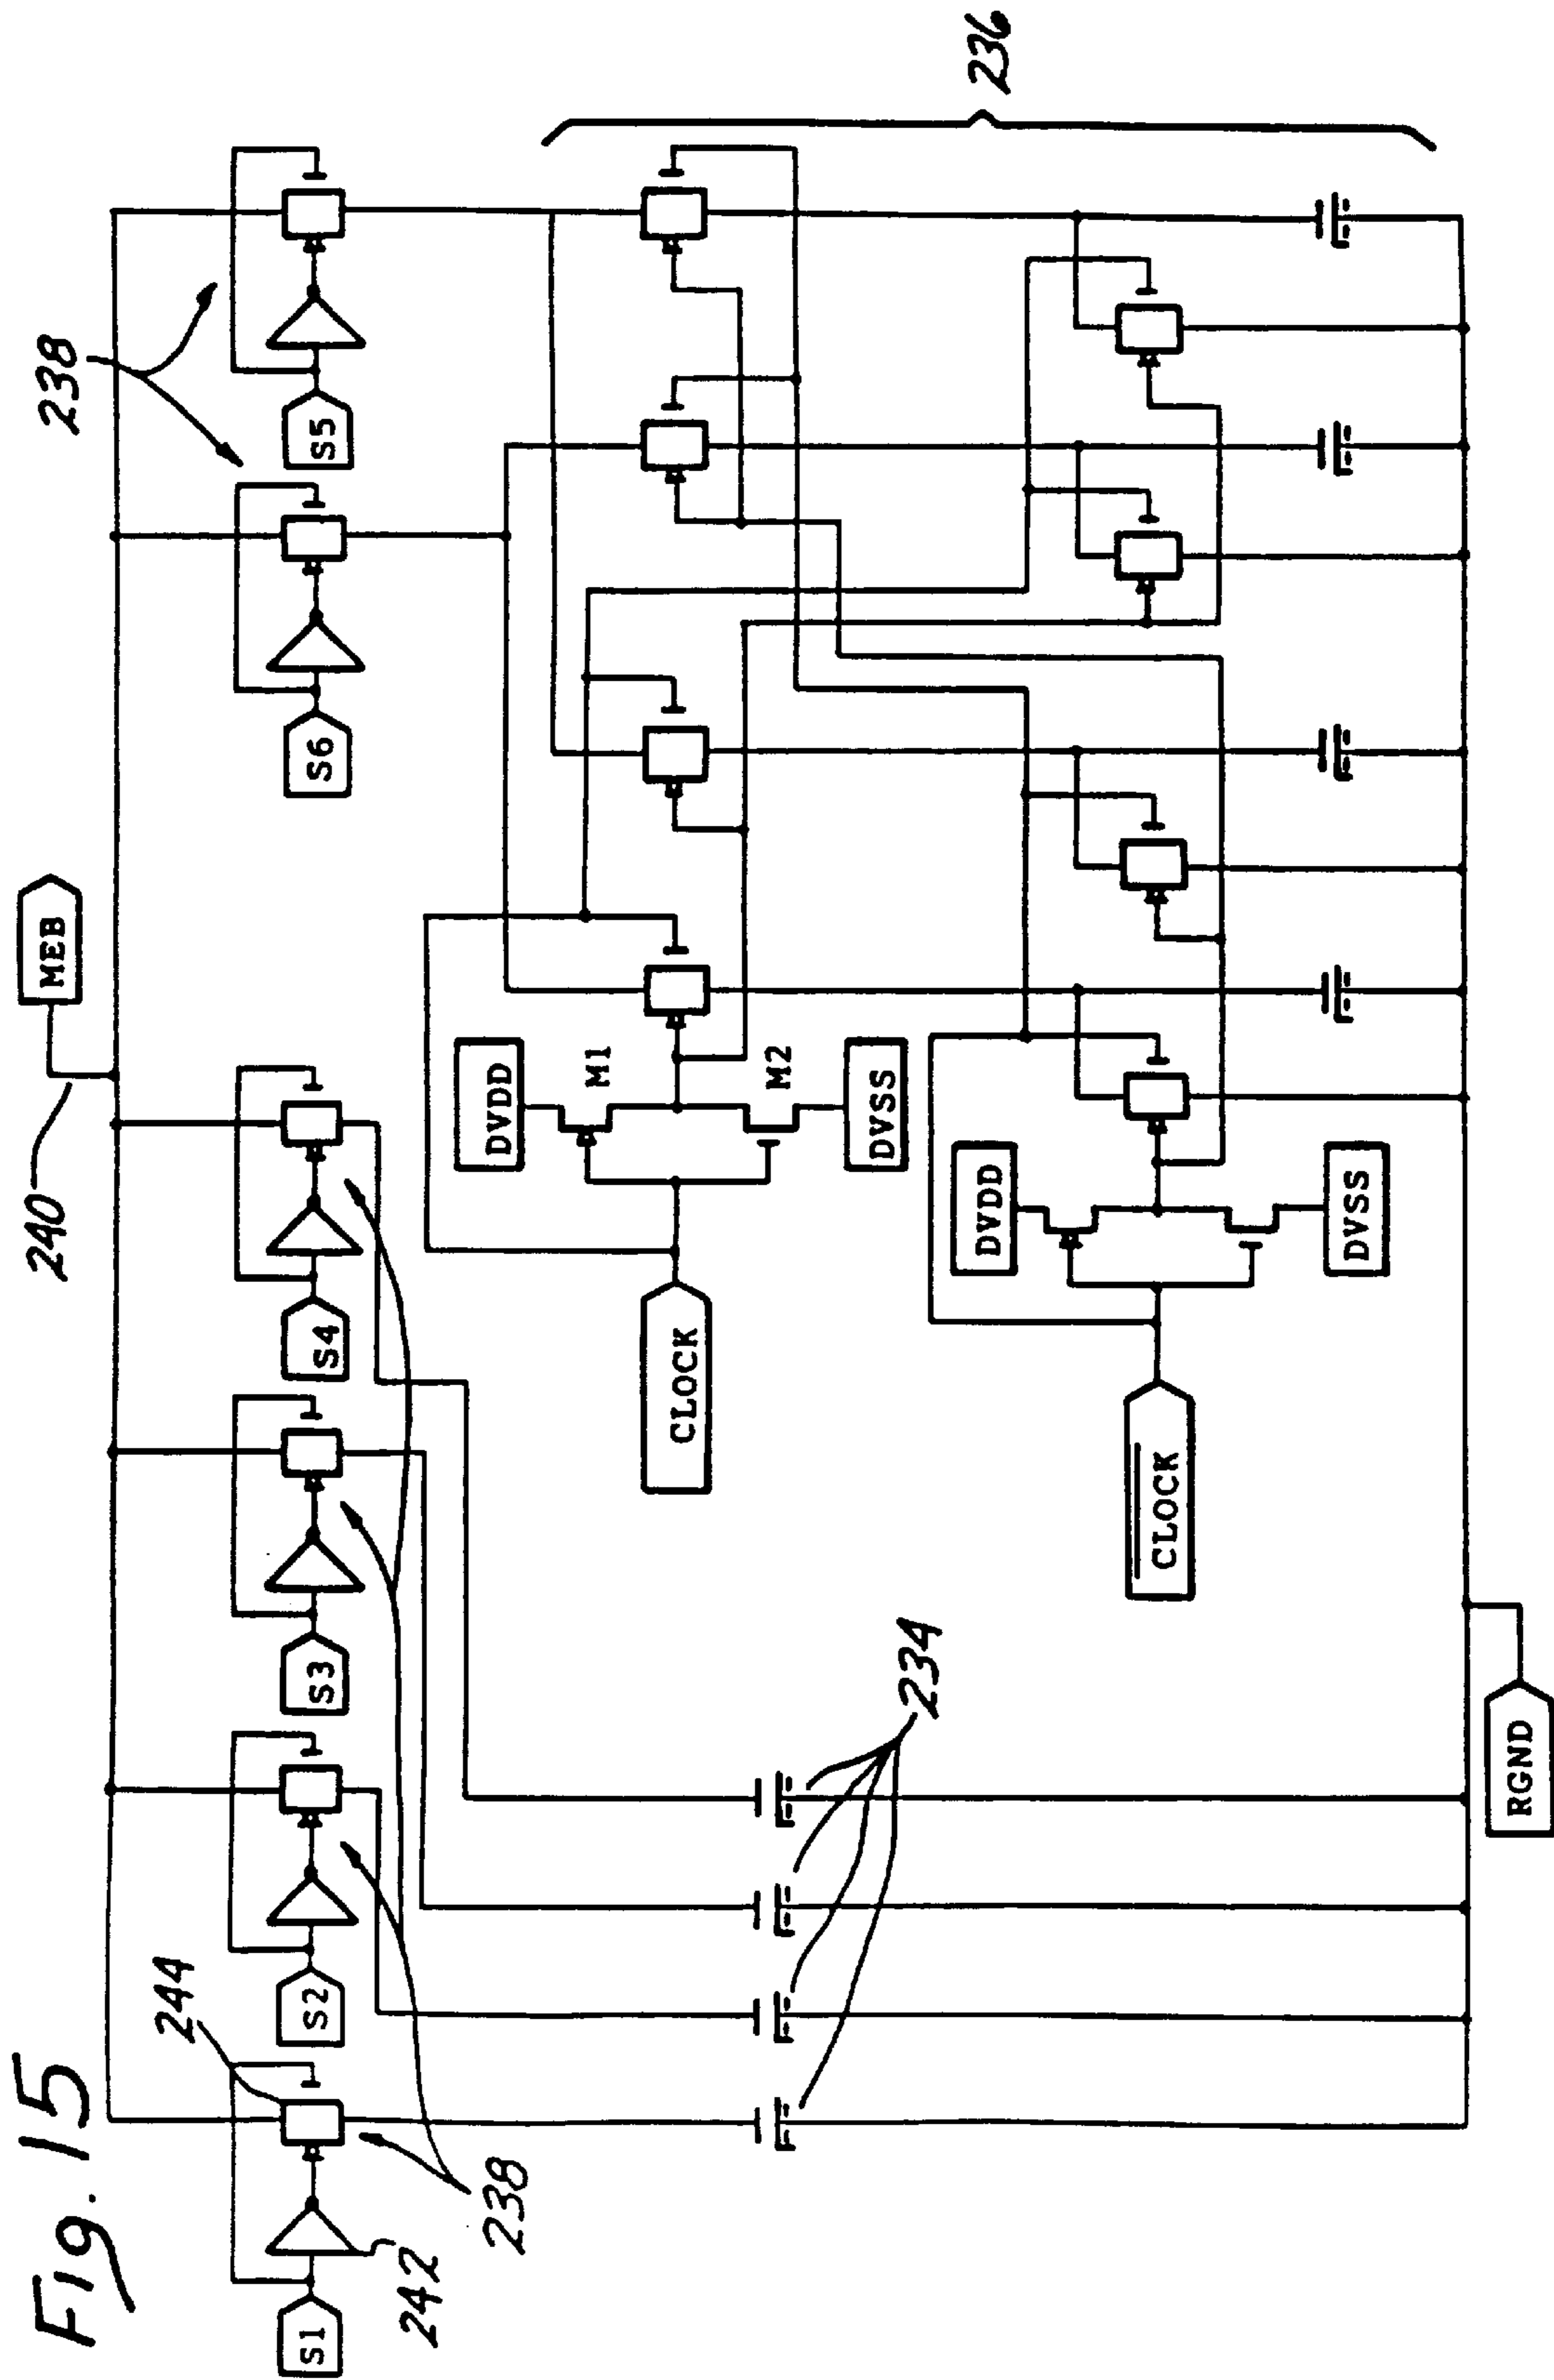 Fig. 15
240
MEB
238
244
S1
S2
S3
S4
S6
S5
242
238
DVDD
M1
CLOCK
M2
DVSS
236
234
DVDD
CLOCK
DVSS
RGND